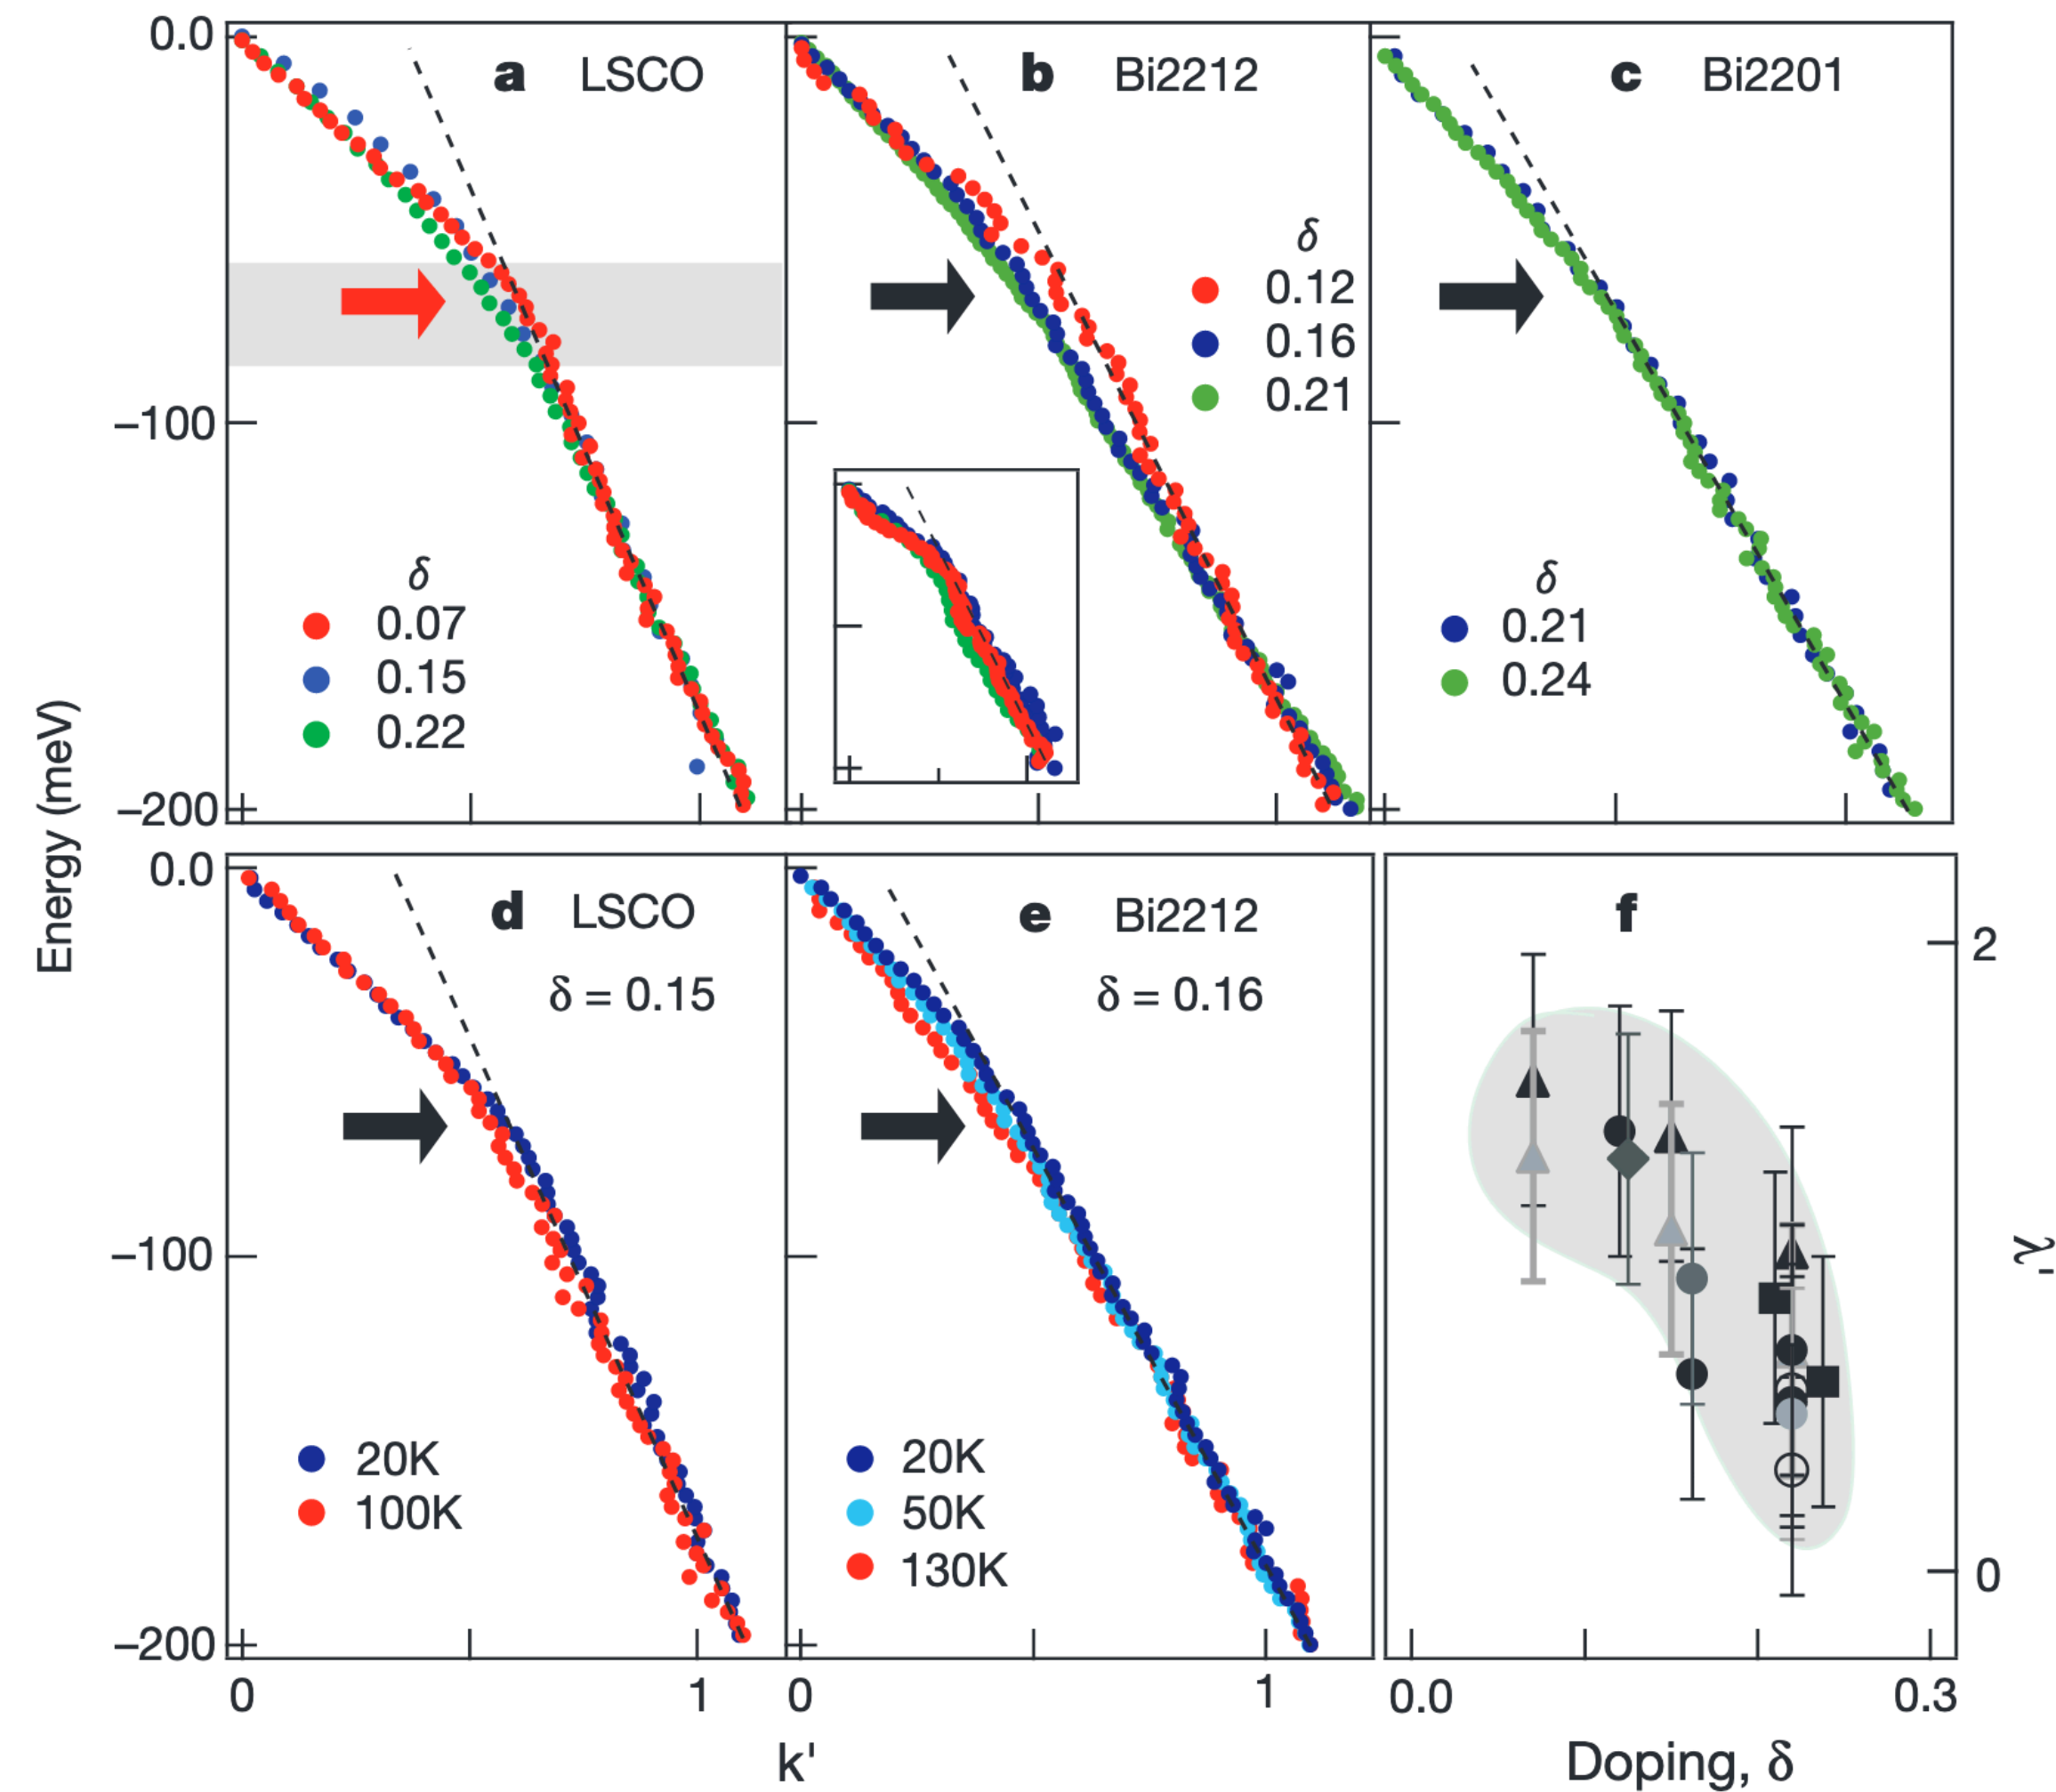 Energy (meV)
0.0
–100
–200
a LSCO
δ
0.07
0.15
0.22
b Bi2212
δ
0.12
0.16
0.21
c Bi2201
δ
0.21
0.24
0.0
–100
–200
d LSCO
δ = 0.15
20K
100K
0
1
e Bi2212
δ = 0.16
20K
50K
130K
0
1
k'
f
2
0
λ'
0.0
0.3
Doping, δ